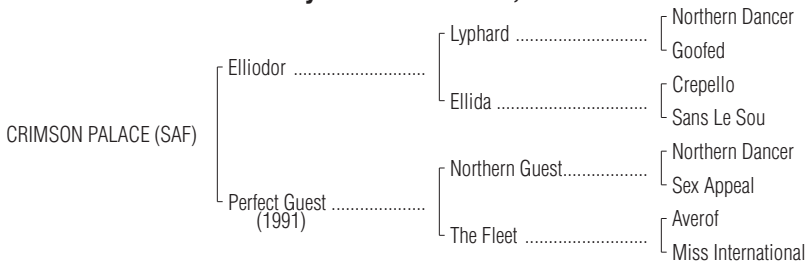 Northern Dancer
Lyphard ............................
Goofed
Elliodor ............................
Crepello
Ellida ................................
Sans Le Sou
CRIMSON PALACE (SAF)
Northern Dancer
Northern Guest..................
Sex Appeal
Perfect Guest ....................
(1991)
Averof
The Fleet ..........................
Miss International